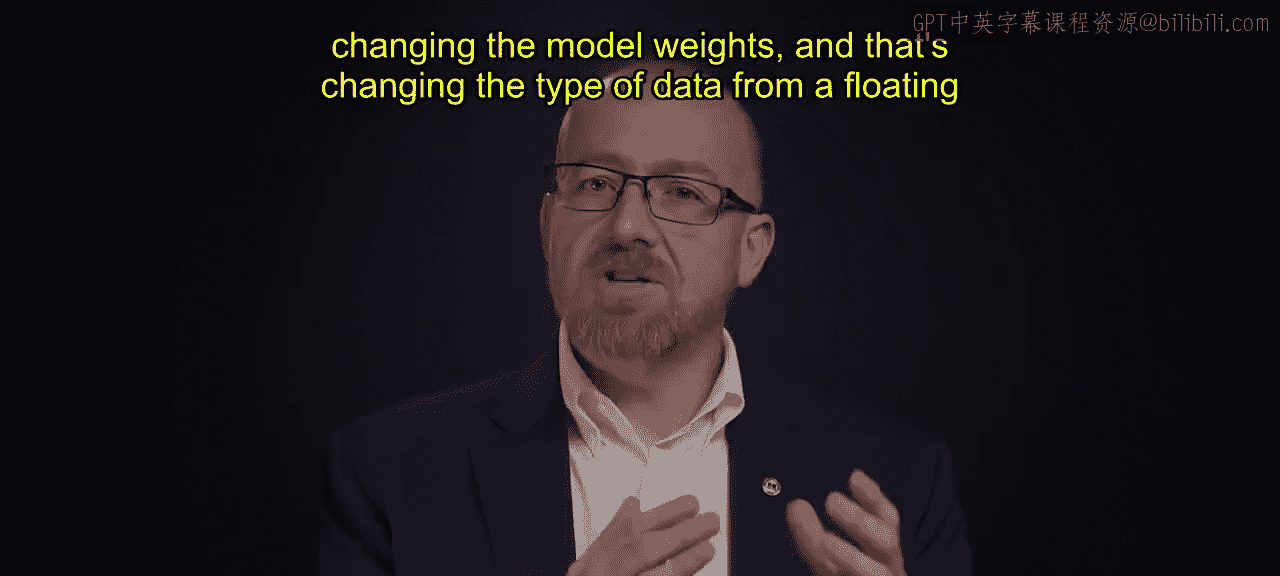 GPT中英字幕课程资源@bilibili.com
changing the model weights, and that's
changing the type of data from a floating